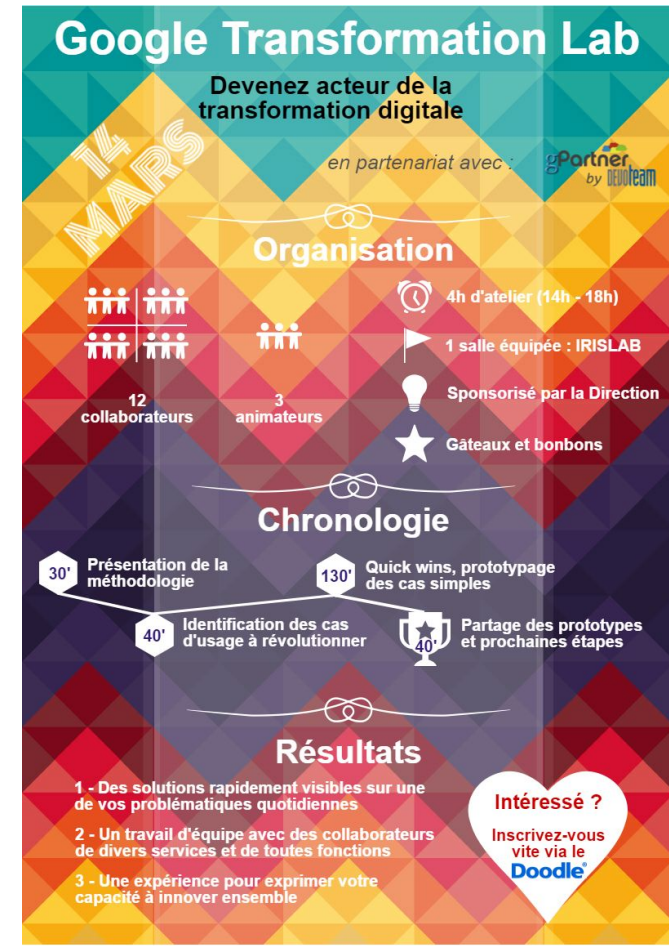 Google Transformation Lab
Devenez acteur de la
transformation digitale
14
MARS
en partenariat avec :
gPartner
by DEVOteam
Organisation
12
collaborateurs
3
animateurs
4h d'atelier (14h - 18h)
1 salle équipée : IRISLAB
Sponsorisé par la Direction
Gâteaux et bonbons
Chronologie
30'
Présentation de la
méthodologie
40'
Identification des cas
d'usage à révolutionner
130'
Quick wins, prototypage
des cas simples
40'
Partage des prototypes
et prochaines étapes
Résultats
1 - Des solutions rapidement visibles sur une
de vos problématiques quotidiennes
2 - Un travail d'équipe avec des collaborateurs
de divers services et de toutes fonctions
3 - Une expérience pour exprimer votre
capacité à innover ensemble
Intéressé ?
Inscrivez-vous
vite via le
Doodle